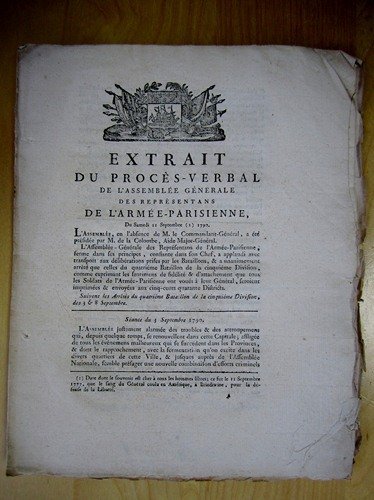 EXTRAIT
DU PROCÈS-VERBAL
DE L'ASSEMBLÉE GÉNÉRALE
DES REPRÉSENTANS
DE L'ARMÉE-PARISIENNE,
Du Samedi 11 Septembre (1) 1790.
L'ASSEMBLÉE, en l'absence de M. le Commandant-Général, a été
présidée par M. de la Colombe, Aide Major-Général.
L'Assemblée-Générale des Représentans de l'Armée-Parisienne,
ferme dans ses principes, confiante dans son Chef, a applaudi avec
transport aux délibérations prises par les Bataillons, & a unanimement
arrêté que celles du quatrième Bataillon de la cinquième Division,
comme exprimant les sentimens de fidélité & d'attachement que tous
les Soldats de l'Armée-Parisienne ont voués à leur Général, seroient
imprimées & envoyées aux cinq-cents quarante Districts.
Suivent les Arrêtés du quatrième Bataillon de la cinquième Division,
des 3 & 8 Septembre.
Séance du 3 Septembre 1790.
L'ASSEMBLÉE justement alarmée des troubles & des attroupemens
qui, depuis quelque temps, se renouvellent dans cette Capitale, affligée
de tous les événemens malheureux qui se succèdent dans les Provinces,
& dont le rapprochement, avec la fermentation qu'on excite dans les
divers quartiers de cette Ville, & jusques auprès de l'Assemblée
Nationale, semble présager une nouvelle combinaison d'efforts criminels
(1) Date dont le souvenir est cher à tous les hommes libres; ce fut le 11 Septembre
1777, que le sang du Général coula en Amérique, à Brandiwine, pour la dé-
fense de la Liberté.